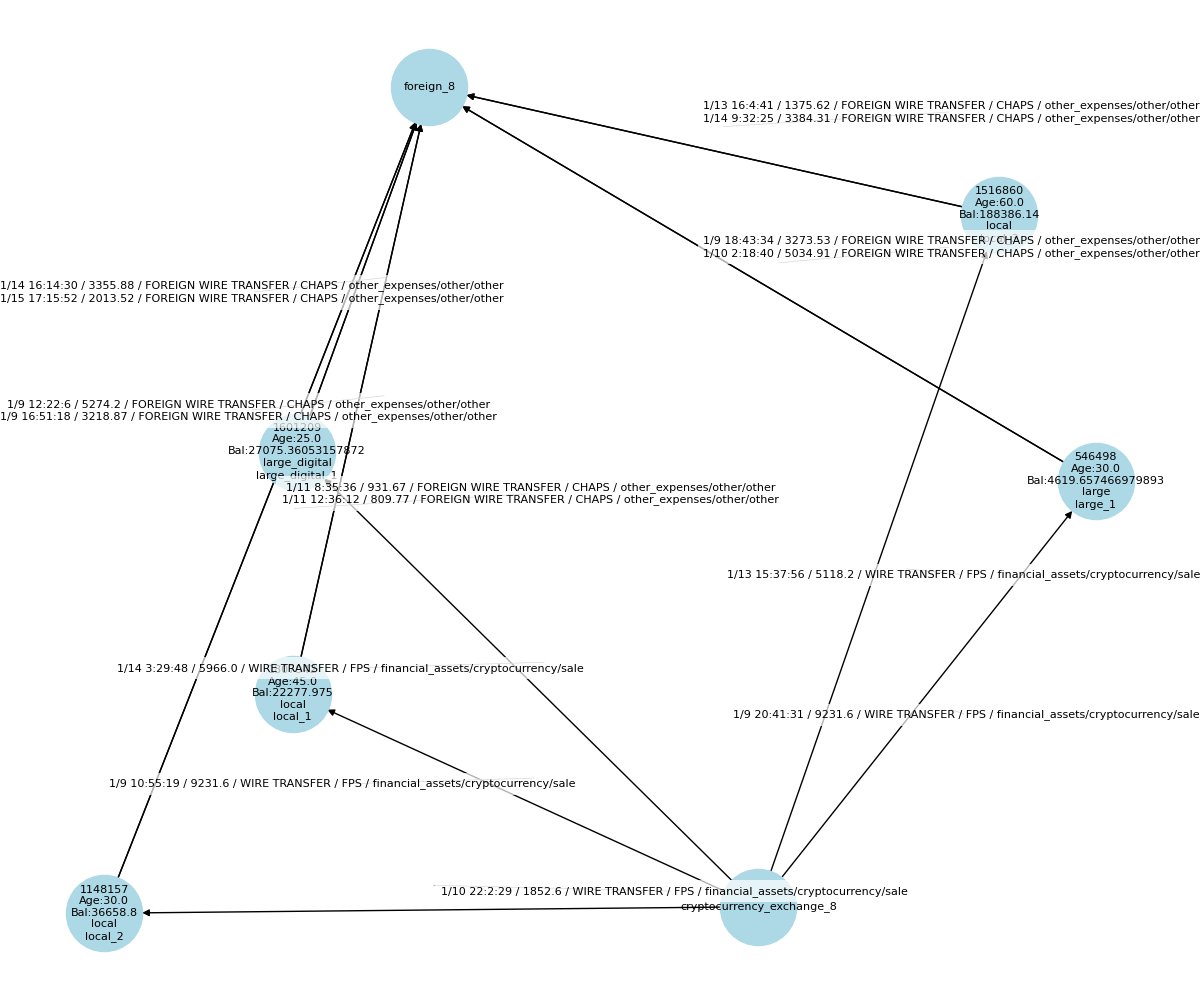 foreign_8
1/13 16:4:41 / 1375.62 / FOREIGN WIRE TRANSFER / CHAPS / other_expenses/other/other
1/14 9:32:25 / 3384.31 / FOREIGN WIRE TRANSFER / CHAPS / other_expenses/other/other
1516860
Age:60.0
Bal:188386.14
local
1/9 18:43:34 / 3273.53 / FOREIGN WIRE TRANSFER / CHAPS / other_expenses/other/other
1/10 2:18:40 / 5034.91 / FOREIGN WIRE TRANSFER / CHAPS / other_expenses/other/other
1/14 16:14:30 / 3355.88 / FOREIGN WIRE TRANSFER / CHAPS / other_expenses/other/other
1/15 17:15:52 / 2013.52 / FOREIGN WIRE TRANSFER / CHAPS / other_expenses/other/other
1/9 12:22:6 / 5274.2 / FOREIGN WIRE TRANSFER / CHAPS / other_expenses/other/other
1/9 16:51:18 / 3218.87 / FOREIGN WIRE TRANSFER / CHAPS / other_expenses/other/other
1601209
Age:25.0
Bal:27075.36053157872
large_digital
large_digital_1
546498
Age:30.0
Bal:4619.657466979893
large
large_1
1/11 8:35:36 / 931.67 / FOREIGN WIRE TRANSFER / CHAPS / other_expenses/other/other
1/11 12:36:12 / 809.77 / FOREIGN WIRE TRANSFER / CHAPS / other_expenses/other/other
1/13 15:37:56 / 5118.2 / WIRE TRANSFER / FPS / financial_assets/cryptocurrency/sale
1/14 3:29:48 / 5966.0 / WIRE TRANSFER / FPS / financial_assets/cryptocurrency/sale
Age:45.0
Bal:22277.975
local
local_1
1/9 20:41:31 / 9231.6 / WIRE TRANSFER / FPS / financial_assets/cryptocurrency/sale
1/9 10:55:19 / 9231.6 / WIRE TRANSFER / FPS / financial_assets/cryptocurrency/sale
1148157
Age:30.0
Bal:36658.8
local
local_2
1/10 22:2:29 / 1852.6 / WIRE TRANSFER / FPS / financial_assets/cryptocurrency/sale
cryptocurrency_exchange_8